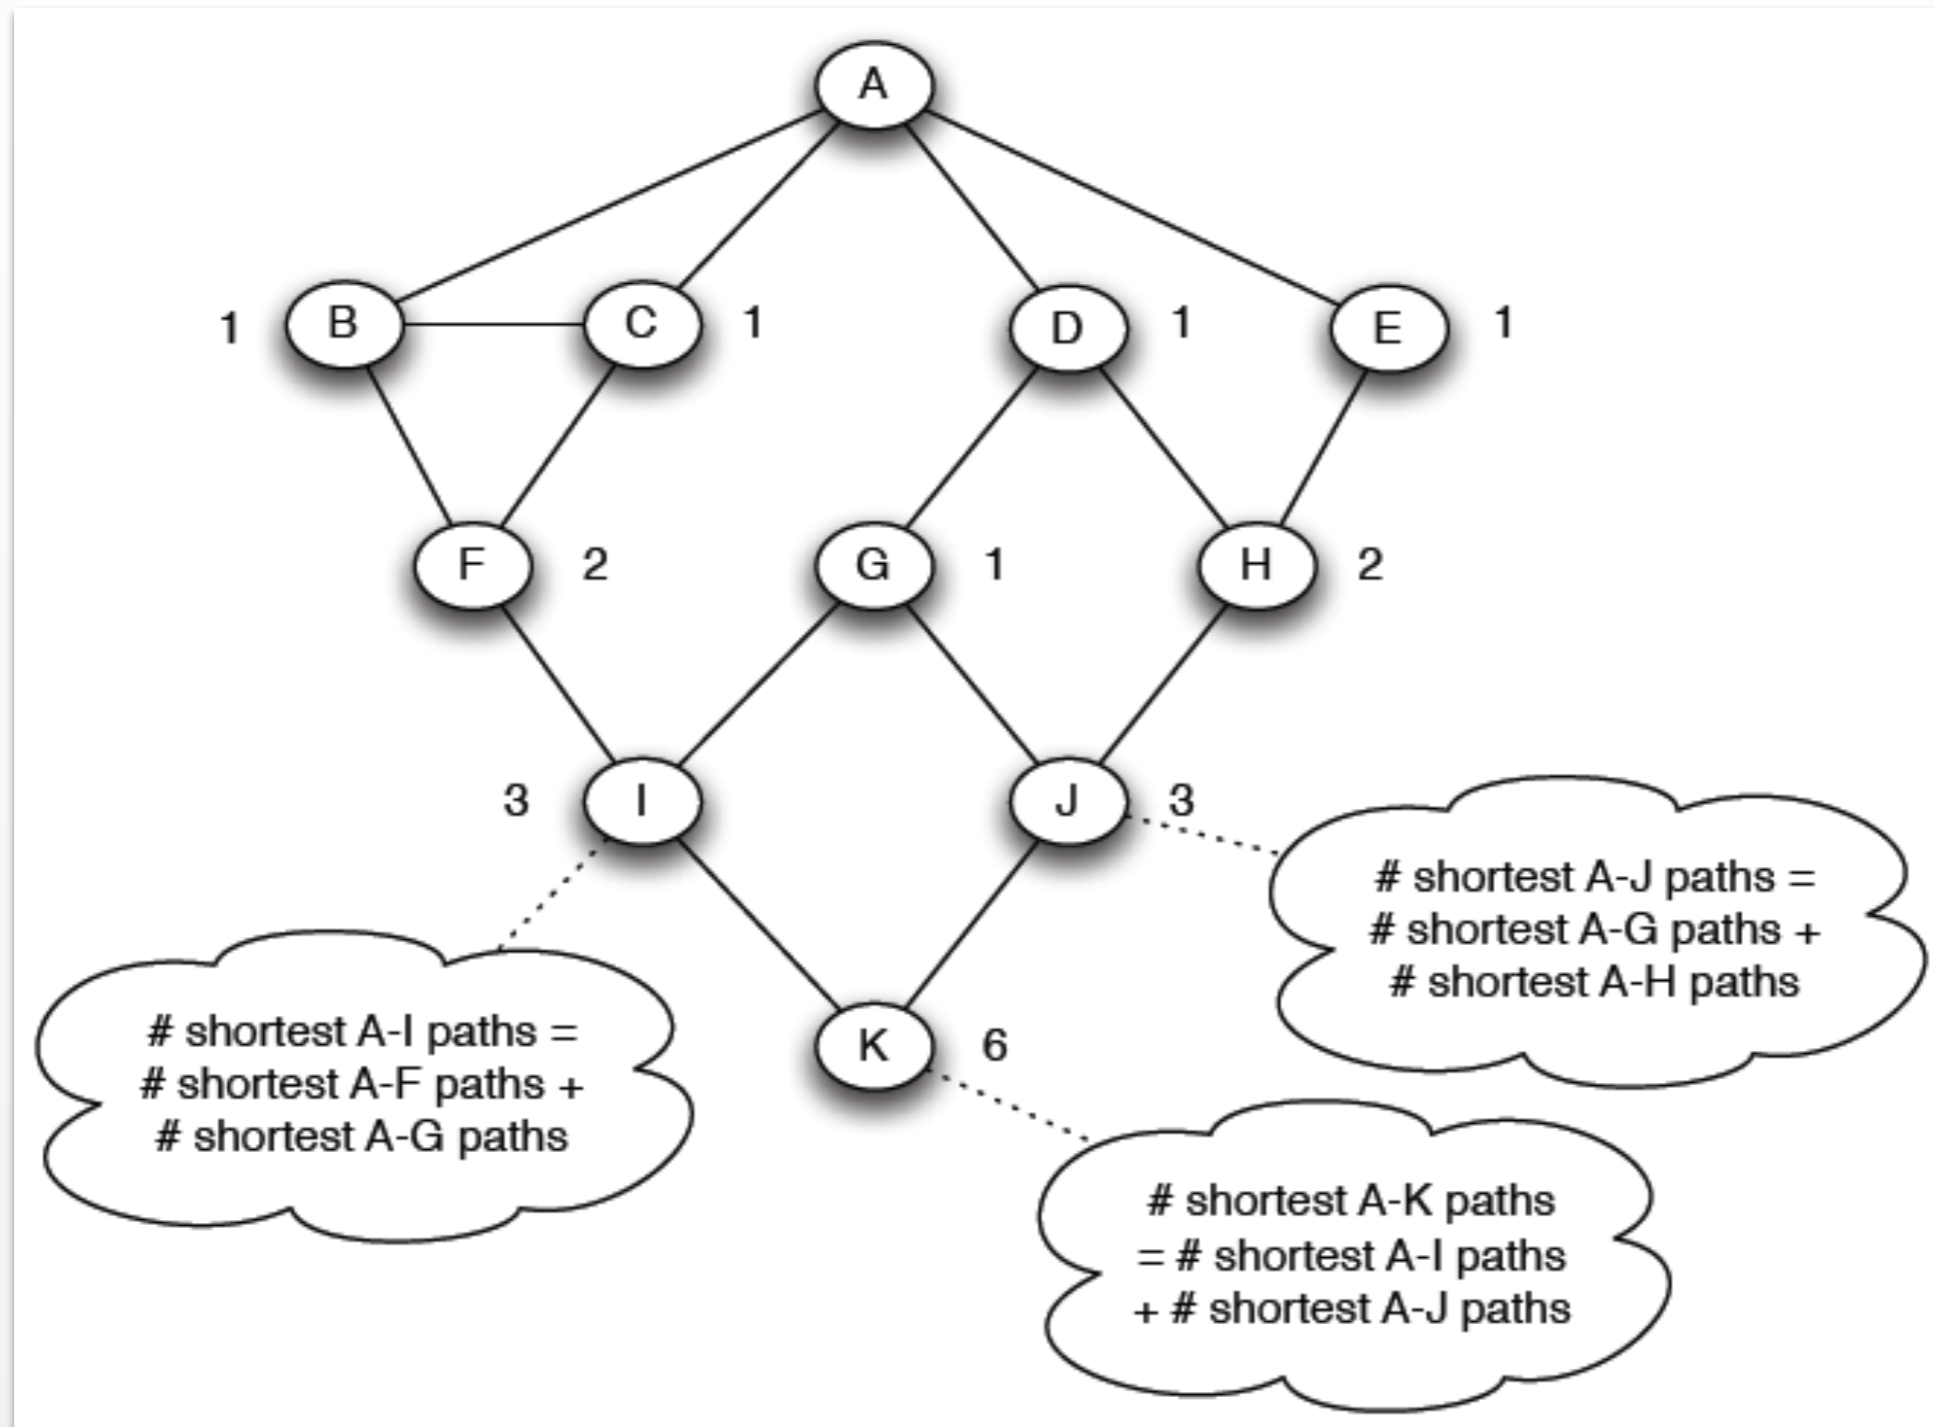 A
1 B C 1 D 1 E 1
F 2 G 1 H 2
3 I J 3
# shortest A-J paths =
# shortest A-G paths +
# shortest A-H paths
# shortest A-I paths =
# shortest A-F paths +
# shortest A-G paths
K 6
# shortest A-K paths
= # shortest A-I paths
+ # shortest A-J paths